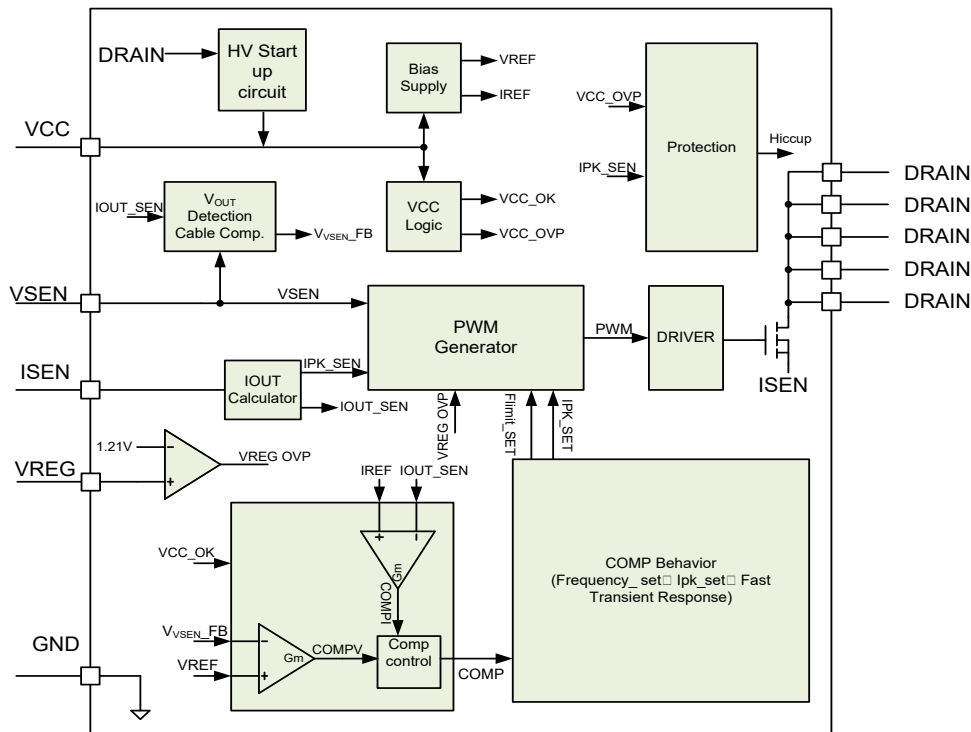 DRAIN
HV Start
up
circuit
Bias
Supply
VREF
IREF
VCC_OVP
IPK_SEN
Protection
Hiccup
VCC
IOUT_SEN
VOUT
Detection
Cable Comp.
VVSEN_FB
VCC
Logic
VCC_OK
VCC_OVP
DRAIN
DRAIN
DRAIN
DRAIN
DRAIN
VSEN
VSEN
PWM
Generator
PWM
DRIVER
ISEN
ISEN
IOUT
Calculator
IPK_SEN
IOUT_SEN
VREG OVP
Flimit_SET
IPK_SET
1.21V
−
+
VREG OVP
VREG
IREF
IOUT_SEN
+
−
Gm
COMPI
VCC_OK
VVSEN_FB
VREF
−
+
Gm
COMPV
Comp
control
COMP
COMP Behavior
(Frequency_ set□ Ipk_set□ Fast
Transient Response)
GND